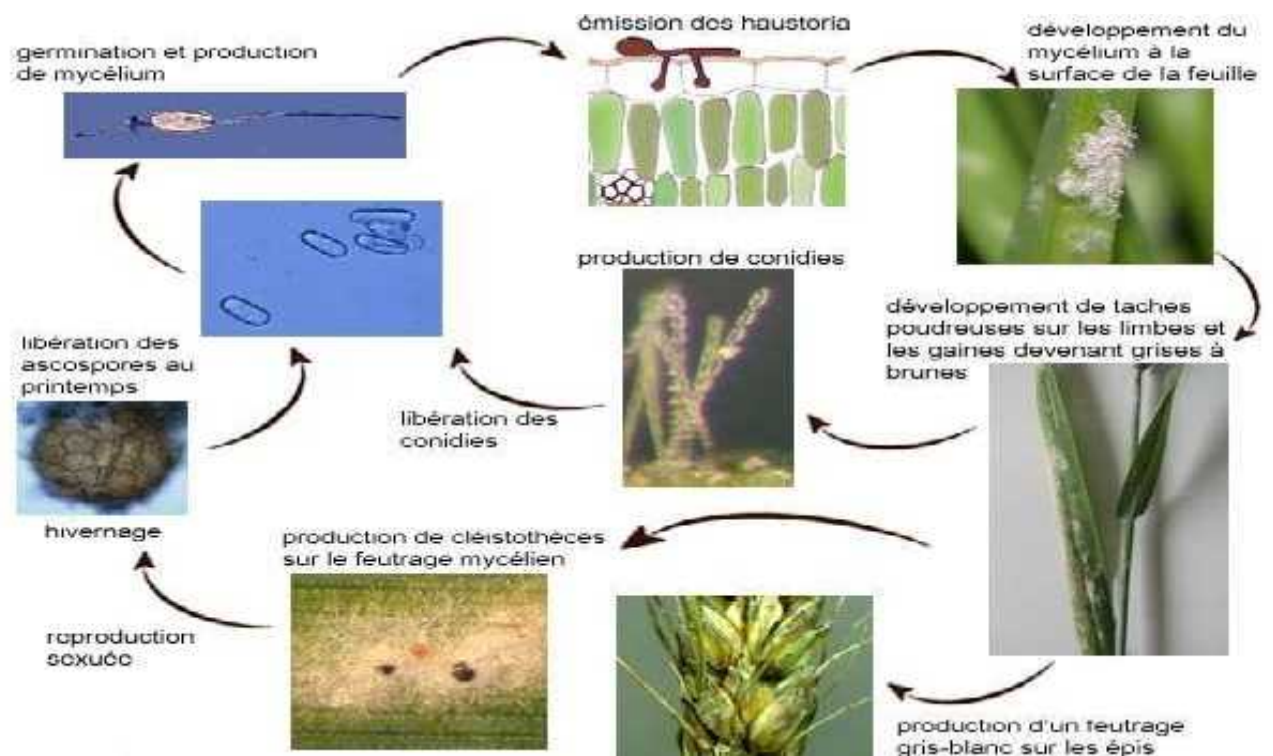 germination et production
de mycélium
émission des haustoria
développement du
mycélium à la
surface de la feuille
production de conidies
développement de taches
poudreuses sur les limbes et
les gaines devenant grises à
brunes
libération des
ascospores au
printemps
libération des
conidies
hivernage
production de cléistothèces
sur le feutrage mycélien
reproduction
sexuée
production d'un feutrage
gris-blanc sur les épis